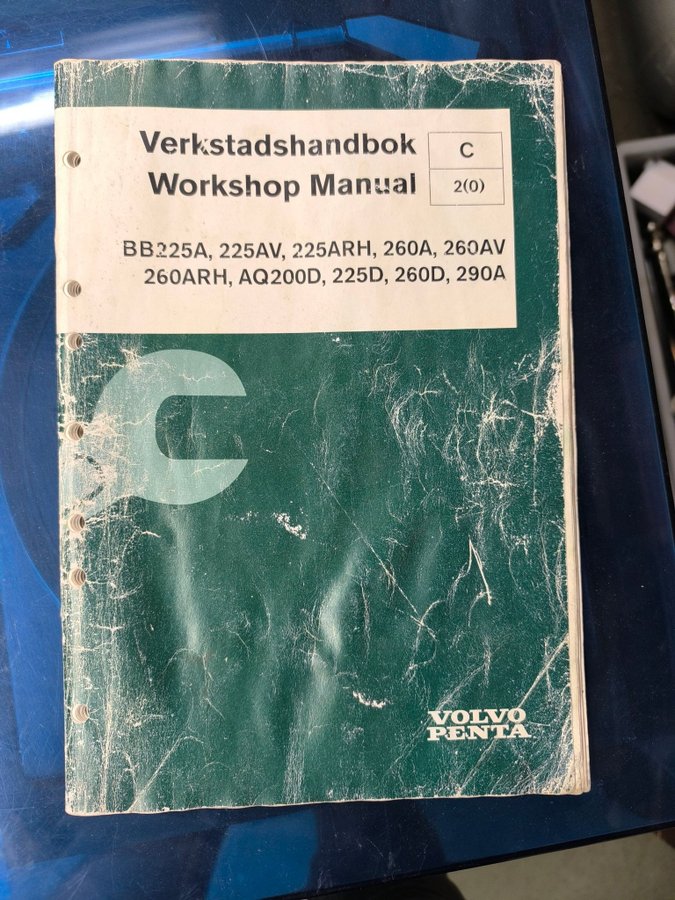 Verkstadshandbok
Workshop Manual
C
2(0)
BB225A, 225AV, 225ARH, 260A, 260AV
260ARH, AQ200D, 225D, 260D, 290A
VOLVO
PENTA